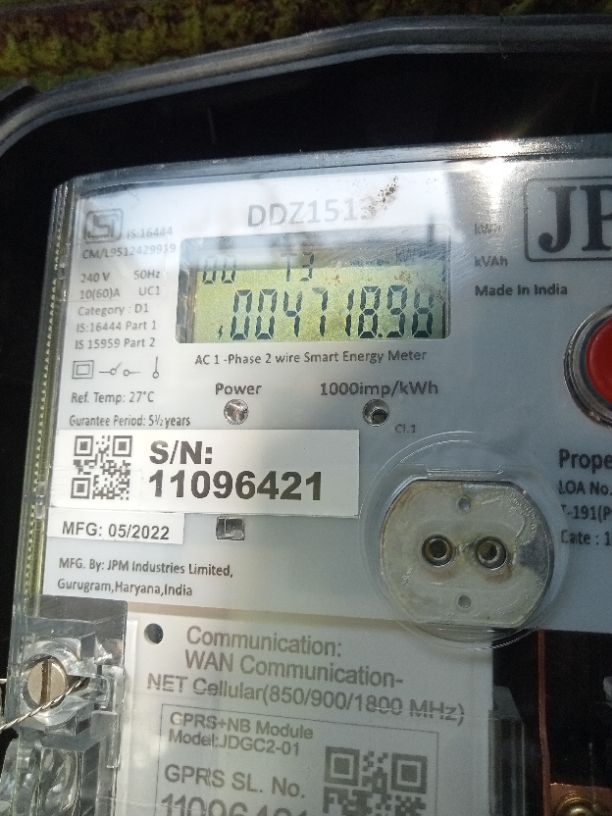 DDZ1513
IS:16444
CM/L9512429919
240 V 50Hz
10(60)A UC1
Category : D1
IS:16444 Part 1
IS 15959 Part 2
00 T3
004718.98
kWh
kVAh
Made In India
AC 1 -Phase 2 wire Smart Energy Meter
Ref. Temp: 27°C
Gurantee Period: 5½ years
Power
1000imp/kWh
Cl.1
S/N:
11096421
MFG: 05/2022
MFG. By: JPM Industries Limited,
Gurugram,Haryana,India
LOA No.
Communication:
WAN Communication-
NET Cellular(850/900/1800 MHz)
GPRS+NB Module
Model:JDGC2-01
GPRS SL. No.
11096421